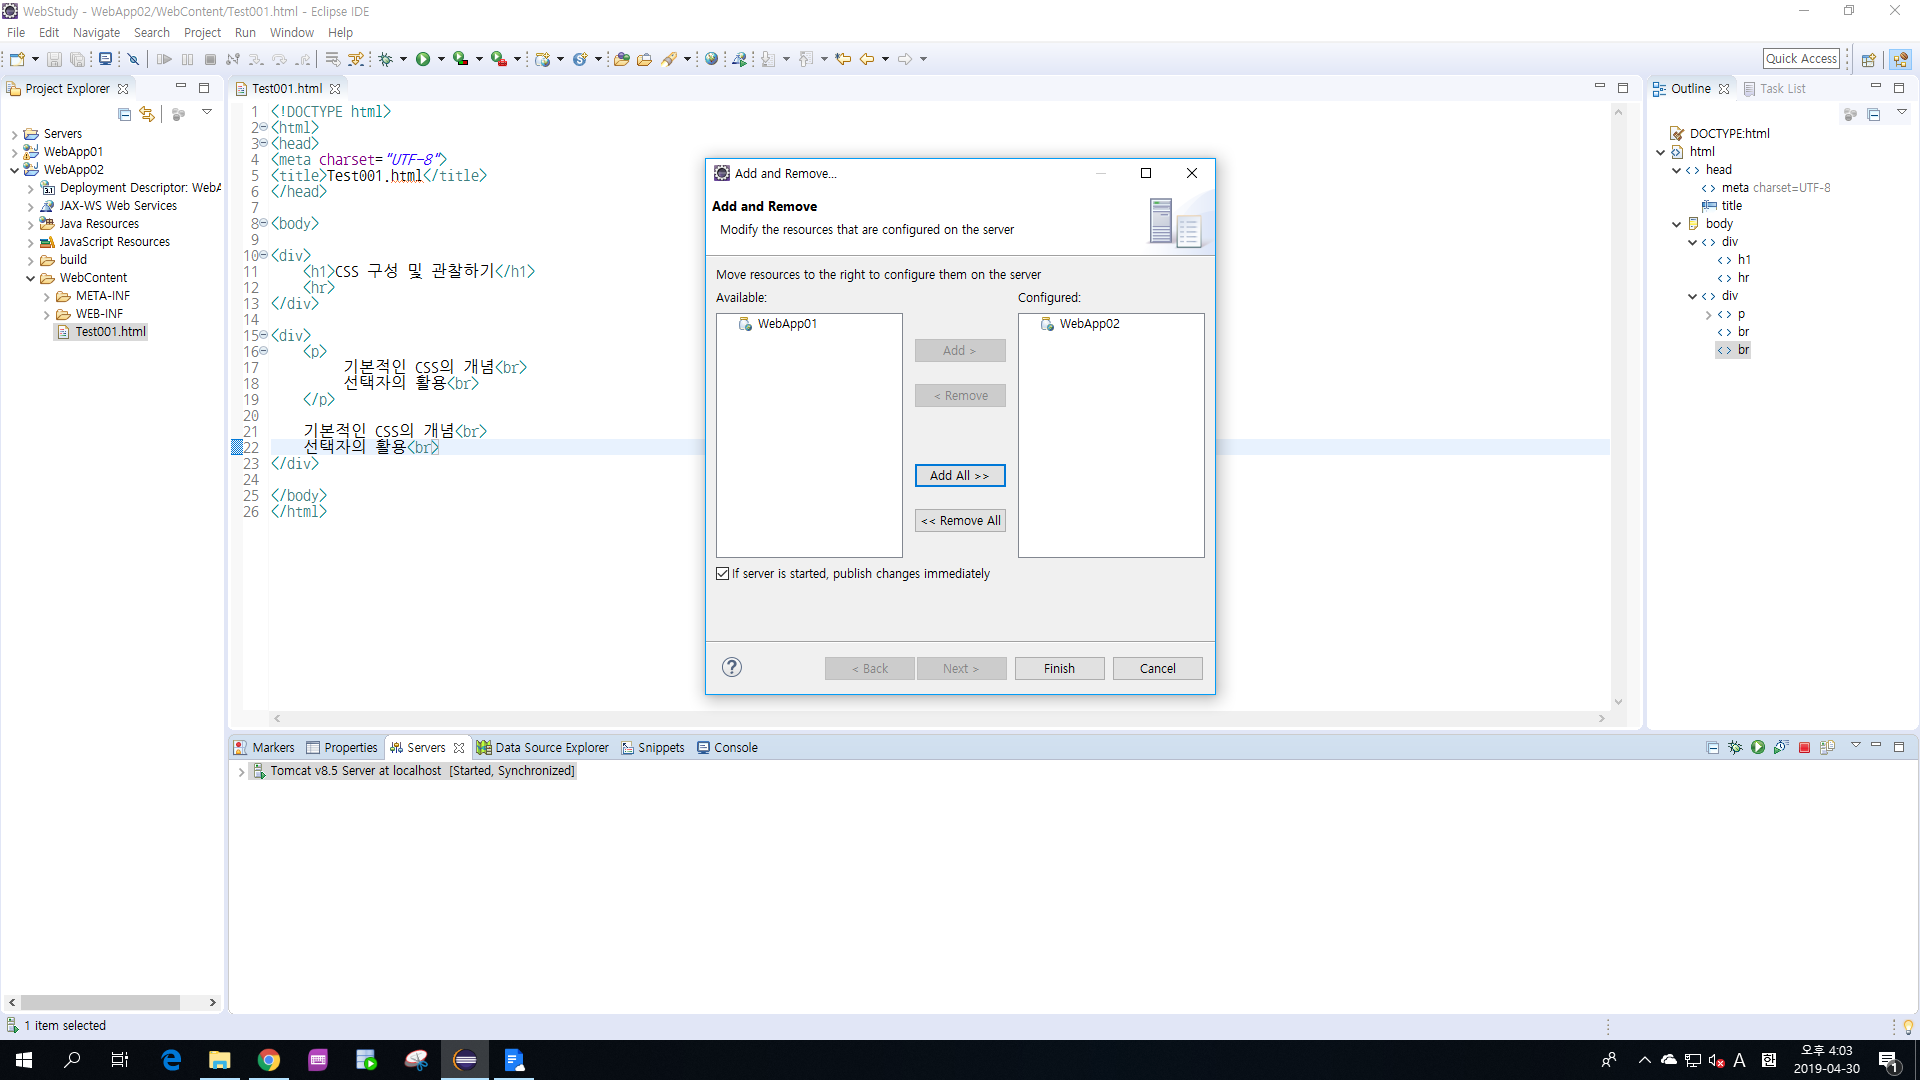 WebStudy - WebApp02/WebContent/Test001.html - Eclipse IDE
File Edit Navigate Search Project Run Window Help
Quick Access
Project Explorer
Servers
WebApp01
WebApp02
Deployment Descriptor: WebA
JAX-WS Web Services
Java Resources
JavaScript Resources
build
WebContent
META-INF
WEB-INF
Test001.html
Test001.html
1 <!DOCTYPE html>
2 <html>
3 <head>
4 <meta charset="UTF-8">
5 <title>Test001.html</title>
6 </head>
7
8 <body>
9
10 <div>
11 <h1>CSS 구성 및 관찰하기</h1>
12 <hr>
13 </div>
14
15 <div>
16 <p>
17 기본적인 CSS의 개념<br>
18 선택자의 활용<br>
19 </p>
20
21 기본적인 CSS의 개념<br>
22 선택자의 활용<br>
23 </div>
24
25 </body>
26 </html>
Add and Remove...
Add and Remove
Modify the resources that are configured on the server
Move resources to the right to configure them on the server
Available: Configured:
WebApp01
WebApp02
Add >
< Remove
Add All >>
<< Remove All
If server is started, publish changes immediately
?
< Back Next > Finish Cancel
Outline Task List
DOCTYPE:html
html
head
meta charset=UTF-8
title
body
div
h1
hr
div
p
br
br
Markers Properties Servers Data Source Explorer Snippets Console
Tomcat v8.5 Server at localhost [Started, Synchronized]
1 item selected
A 한
오후 4:03
2019-04-30
1